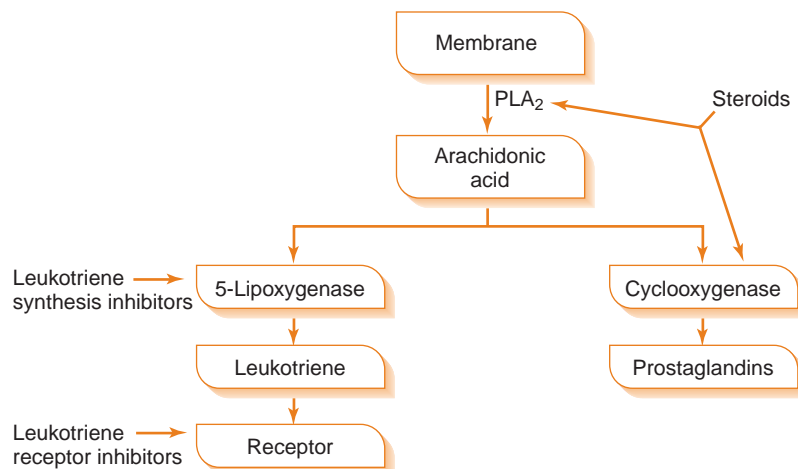 Membrane
PLA₂
Steroids
Arachidonic
acid
Leukotriene
synthesis inhibitors
5-Lipoxygenase
Cyclooxygenase
Leukotriene
Prostaglandins
Leukotriene
receptor inhibitors
Receptor